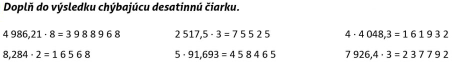 Doplň do výsledku chýbajúcu desatinnú čiarku.
4 986,21 · 8 = 3 9 8 8 9 6 8 2 517,5 · 3 = 7 5 5 2 5 4 · 4 048,3 = 1 6 1 9 3 2
8,284 · 2 = 1 6 5 6 8 5 · 91,693 = 4 5 8 4 6 5 7 926,4 · 3 = 2 3 7 7 9 2